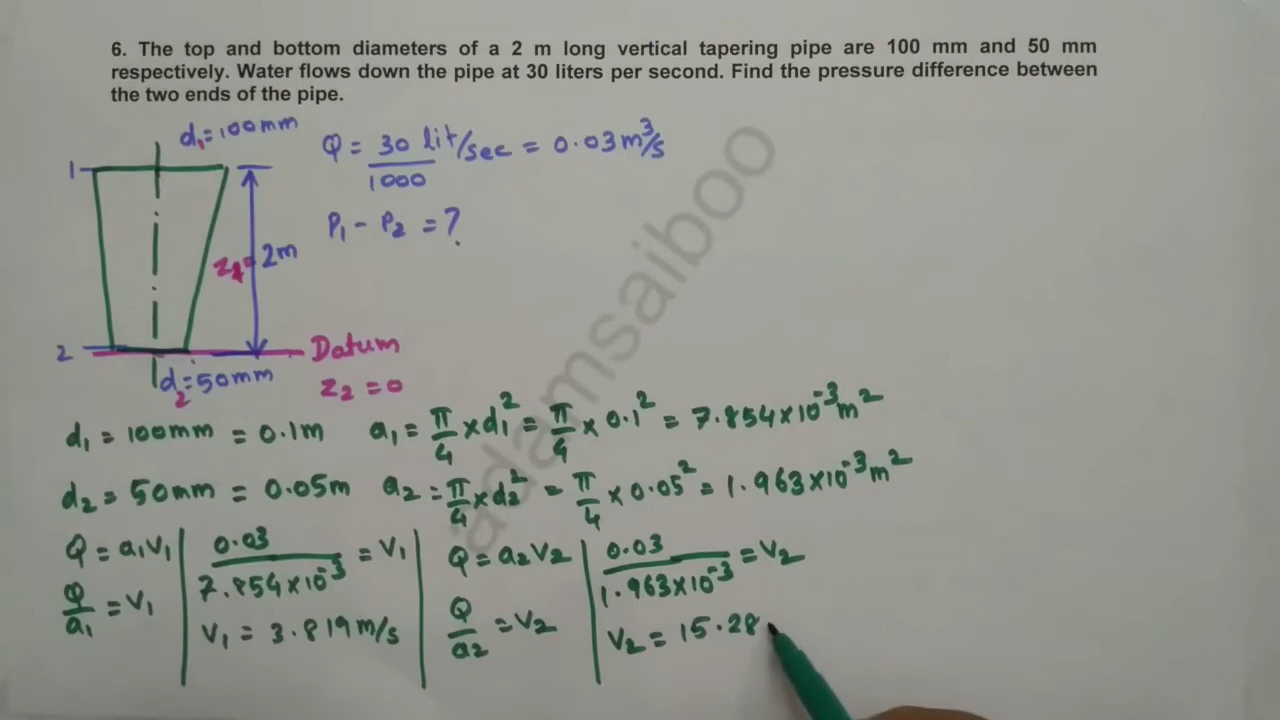 6. The top and bottom diameters of a 2 m long vertical tapering pipe are 100 mm and 50 mm
respectively. Water flows down the pipe at 30 liters per second. Find the pressure difference between
the two ends of the pipe.
d₁=100mm
Q = 30/1000 lit/sec = 0.03 m³/s
1
P₁ - P₂ = ?
z₁= 2m
2
Datum
d₂=50mm
z₂ = 0
d₁ = 100mm = 0.1m a₁ = π/4 × d₁² = π/4 × 0.1² = 7.854×10⁻³m²
d₂ = 50mm = 0.05m a₂ = π/4 × d₂² = π/4 × 0.05² = 1.963×10⁻³m²
Q = a₁V₁
Q/a₁ = V₁
0.03/7.854×10⁻³ = V₁
V₁ = 3.819m/s
Q = a₂V₂
Q/a₂ = V₂
0.03/1.963×10⁻³ = V₂
V₂ = 15.28
adamsaiboo